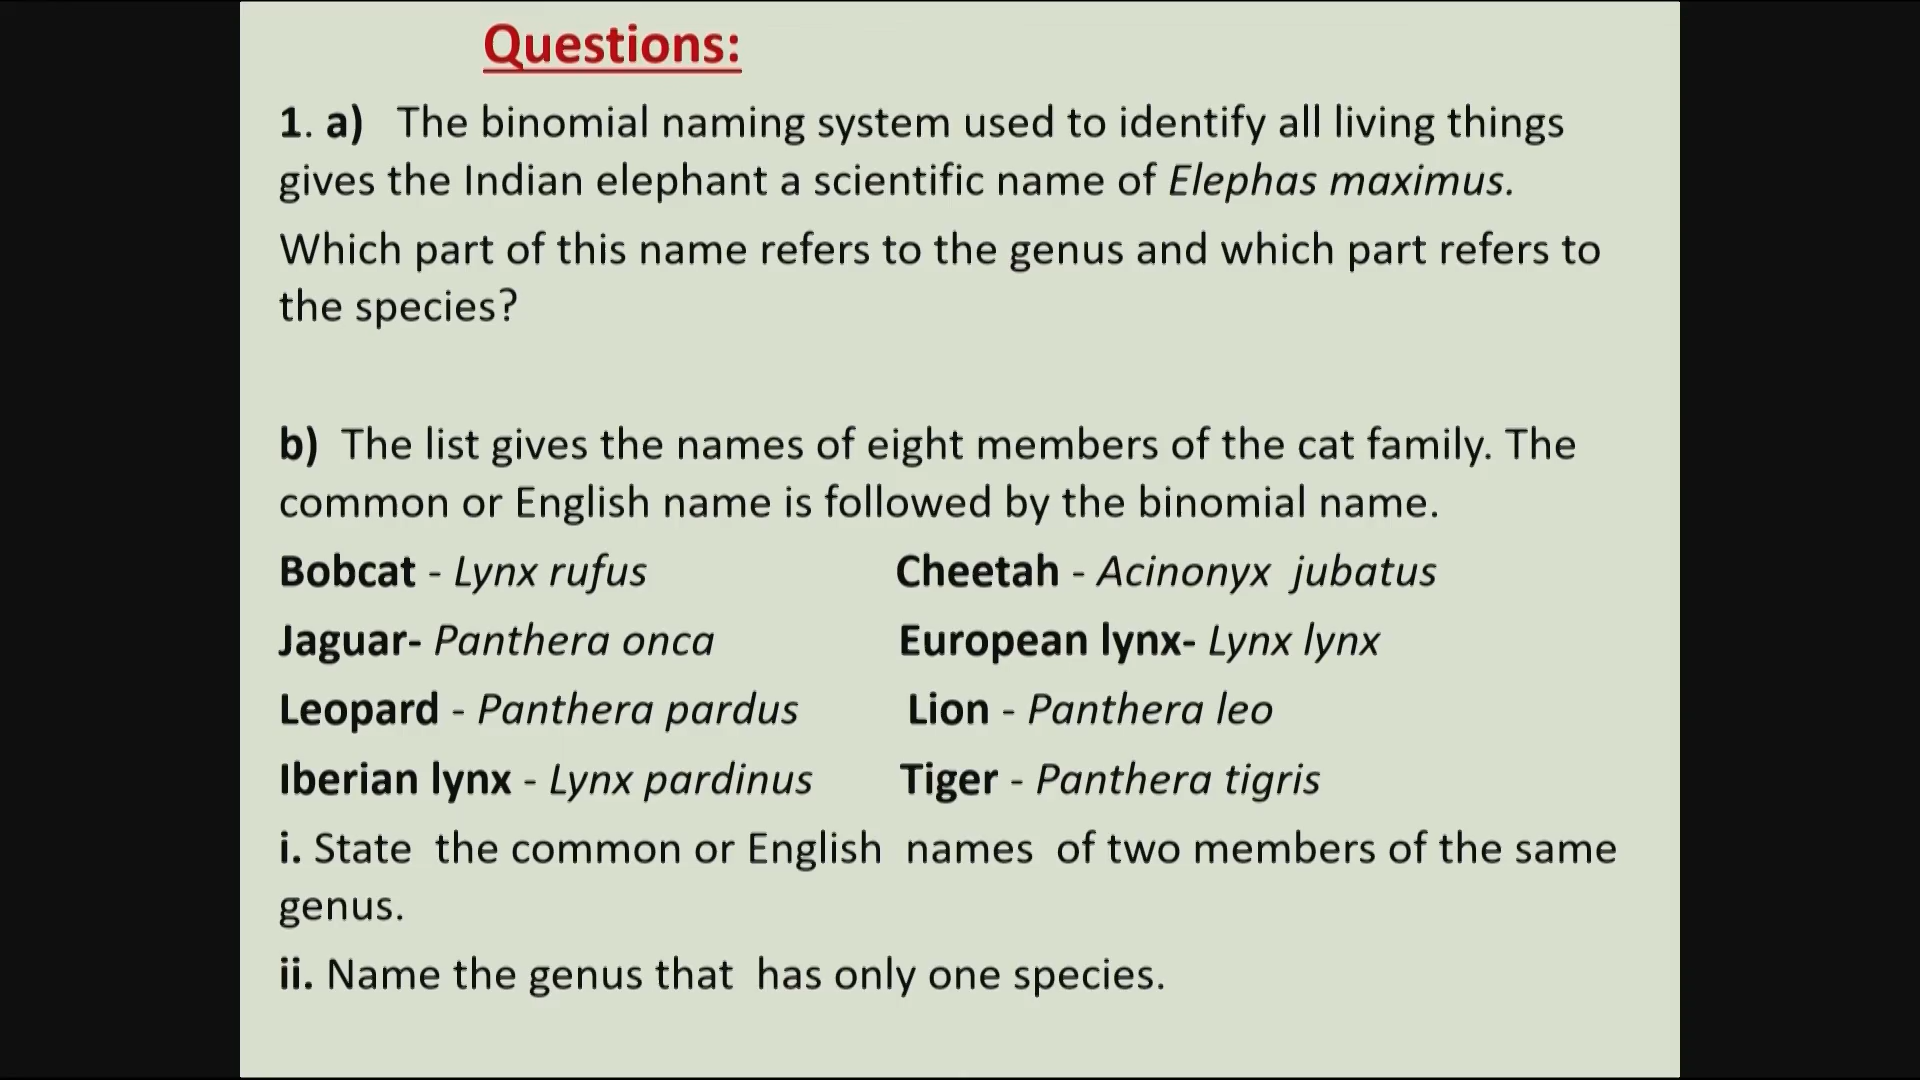 Questions:
1. a) The binomial naming system used to identify all living things
gives the Indian elephant a scientific name of Elephas maximus.
Which part of this name refers to the genus and which part refers to
the species?
b) The list gives the names of eight members of the cat family. The
common or English name is followed by the binomial name.
Bobcat - Lynx rufus Cheetah - Acinonyx jubatus
Jaguar- Panthera onca European lynx- Lynx lynx
Leopard - Panthera pardus Lion - Panthera leo
Iberian lynx - Lynx pardinus Tiger - Panthera tigris
i. State the common or English names of two members of the same
genus.
ii. Name the genus that has only one species.